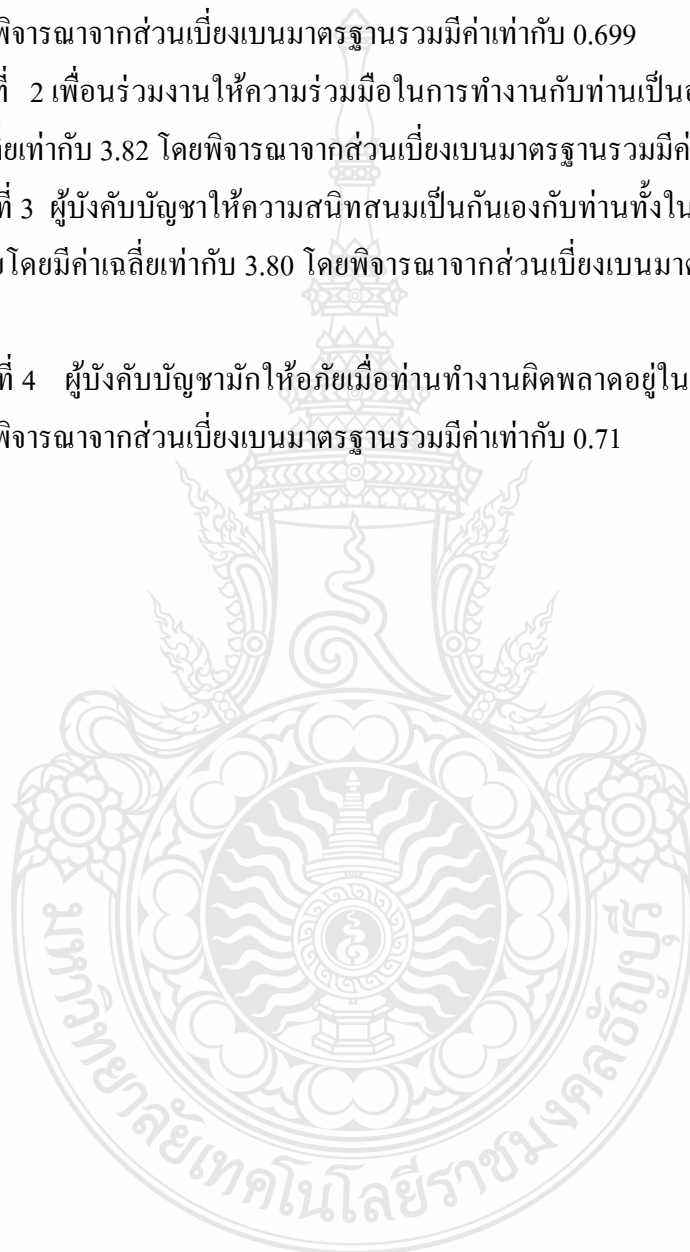 พิจารณาจากส่วนเบี่ยงเบนมาตรฐานรวมมีค่าเท่ากับ 0.699
ที่ 2 เพื่อนร่วมงานให้ความร่วมมือในการทำงานกับท่านเป็น
เท่ากับ 3.82 โดยพิจารณาจากส่วนเบี่ยงเบนมาตรฐานรวมมีค่
ที่ 3 ผู้บังคับบัญชาให้ความสนิทสนมเป็นกันเองกับท่านทั้งใน
โดยมีค่าเฉลี่ยเท่ากับ 3.80 โดยพิจารณาจากส่วนเบี่ยงเบนมาต
ที่ 4 ผู้บังคับบัญชามักให้อภัยเมื่อท่านทำงานผิดพลาดอยู่ใน
พิจารณาจากส่วนเบี่ยงเบนมาตรฐานรวมมีค่าเท่ากับ 0.71
มหาวิทยาลัยเทคโนโลยีราชมงคลธัญบุรี